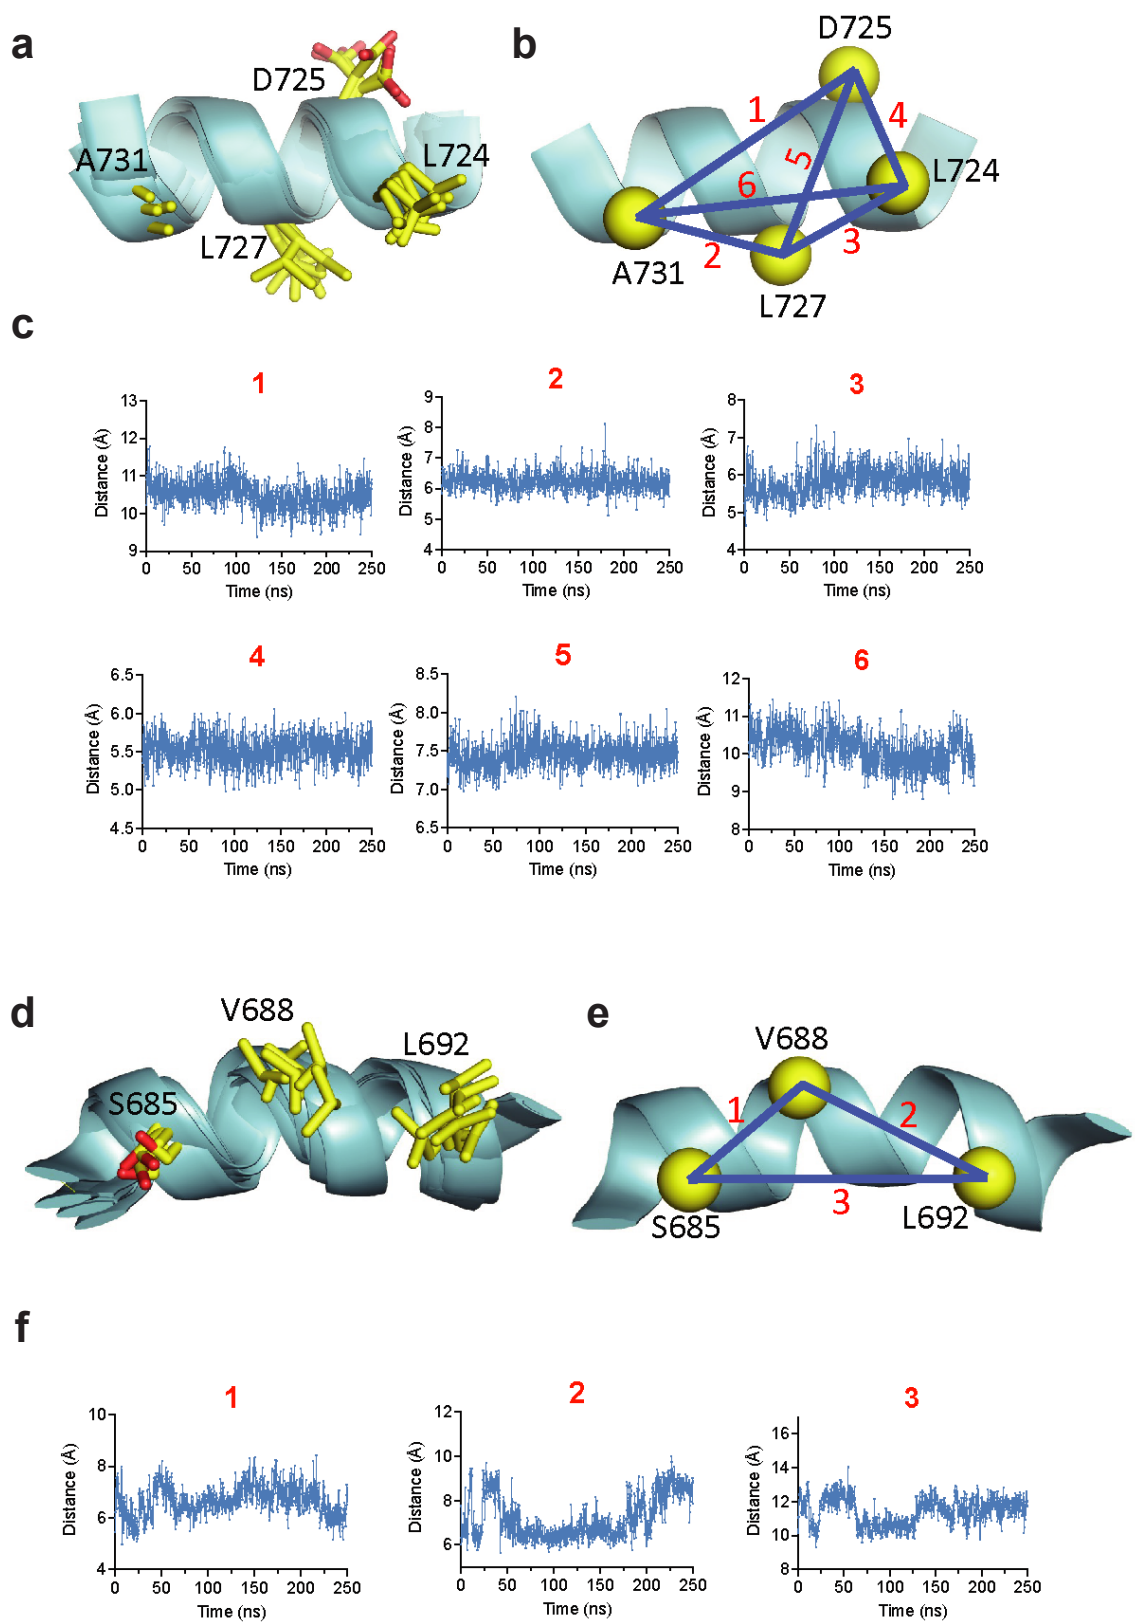 a
D725
A731
L724
L727
b
D725
1
4
5
L724
6
2
3
A731
L727
c
1
Distance (Å)
13
12
11
10
9
0 50 100 150 200 250
Time (ns)
2
Distance (Å)
9
8
7
6
5
4
0 50 100 150 200 250
Time (ns)
3
Distance (Å)
8
7
6
5
4
0 50 100 150 200 250
Time (ns)
4
Distance (Å)
6.5
6.0
5.5
5.0
4.5
0 50 100 150 200 250
Time (ns)
5
Distance (Å)
8.5
8.0
7.5
7.0
6.5
0 50 100 150 200 250
Time (ns)
6
Distance (Å)
12
11
10
9
8
0 50 100 150 200 250
Time (ns)
d
V688
L692
S685
e
V688
1
2
3
S685
L692
f
1
Distance (Å)
10
8
6
4
0 50 100 150 200 250
Time (ns)
2
Distance (Å)
12
10
8
6
0 50 100 150 200 250
Time (ns)
3
Distance (Å)
16
14
12
10
8
0 50 100 150 200 250
Time (ns)